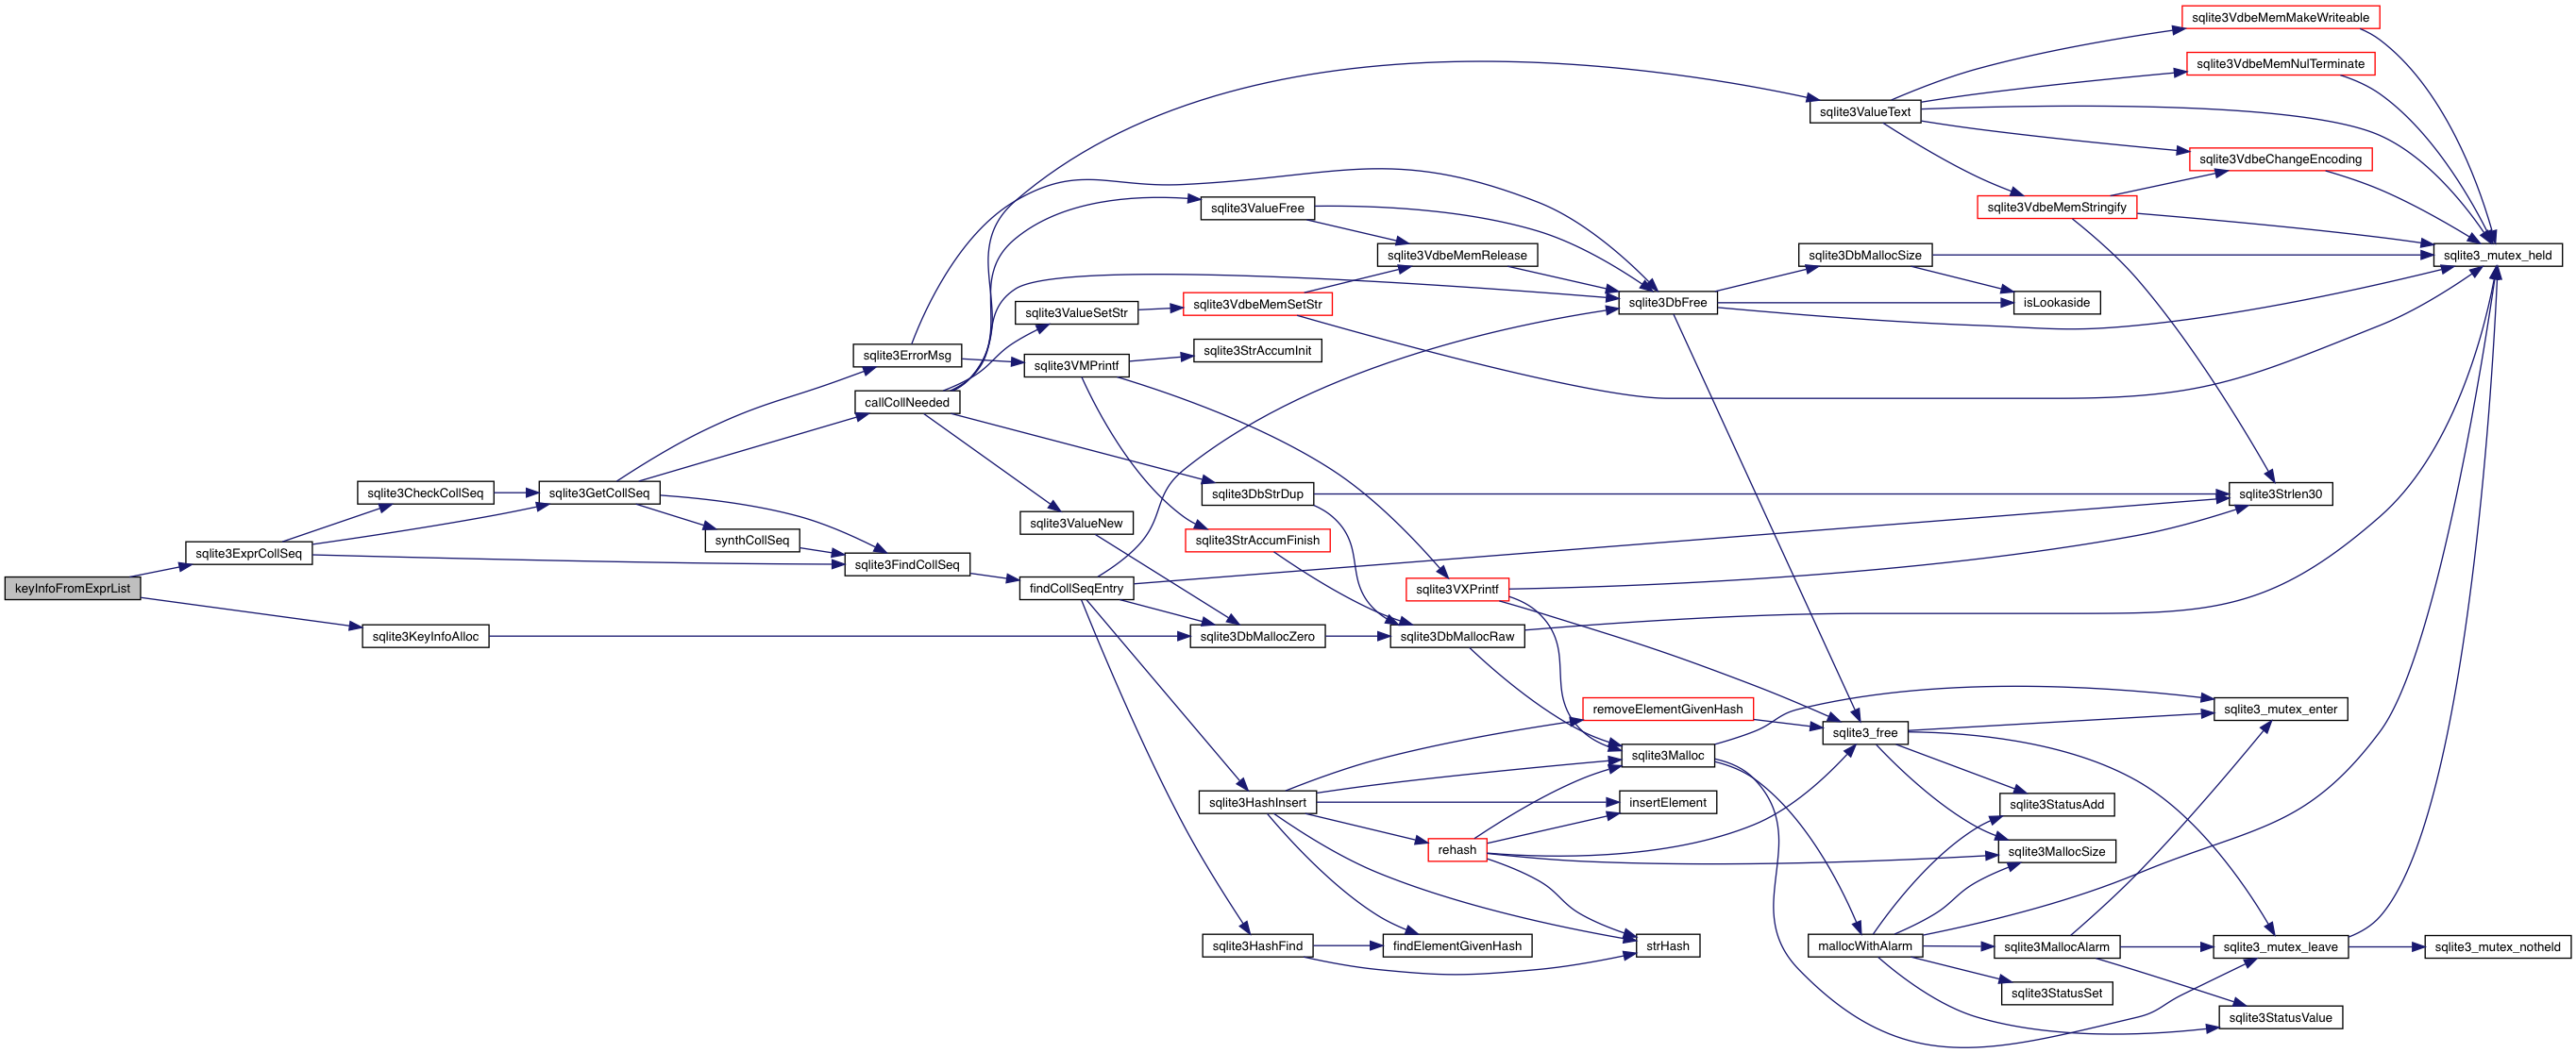 sqlite3VdbeMemMakeWriteable
sqlite3VdbeMemNulTerminate
sqlite3ValueText
sqlite3VdbeChangeEncoding
sqlite3ValueFree
sqlite3VdbeMemStringify
sqlite3VdbeMemRelease
sqlite3DbMallocSize
sqlite3_mutex_held
sqlite3ValueSetStr
sqlite3VdbeMemSetStr
sqlite3DbFree
isLookaside
sqlite3ErrorMsg
sqlite3VMPrintf
sqlite3StrAccumInit
callCollNeeded
sqlite3CheckCollSeq
sqlite3GetCollSeq
sqlite3DbStrDup
sqlite3Strlen30
sqlite3ValueNew
sqlite3ExprCollSeq
synthCollSeq
sqlite3StrAccumFinish
sqlite3FindCollSeq
keyInfoFromExprList
findCollSeqEntry
sqlite3VXPrintf
sqlite3KeyInfoAlloc
sqlite3DbMallocZero
sqlite3DbMallocRaw
removeElementGivenHash
sqlite3_mutex_enter
sqlite3_free
sqlite3Malloc
sqlite3HashInsert
insertElement
sqlite3StatusAdd
rehash
sqlite3MallocSize
sqlite3HashFind
findElementGivenHash
strHash
mallocWithAlarm
sqlite3MallocAlarm
sqlite3_mutex_leave
sqlite3_mutex_notheld
sqlite3StatusSet
sqlite3StatusValue